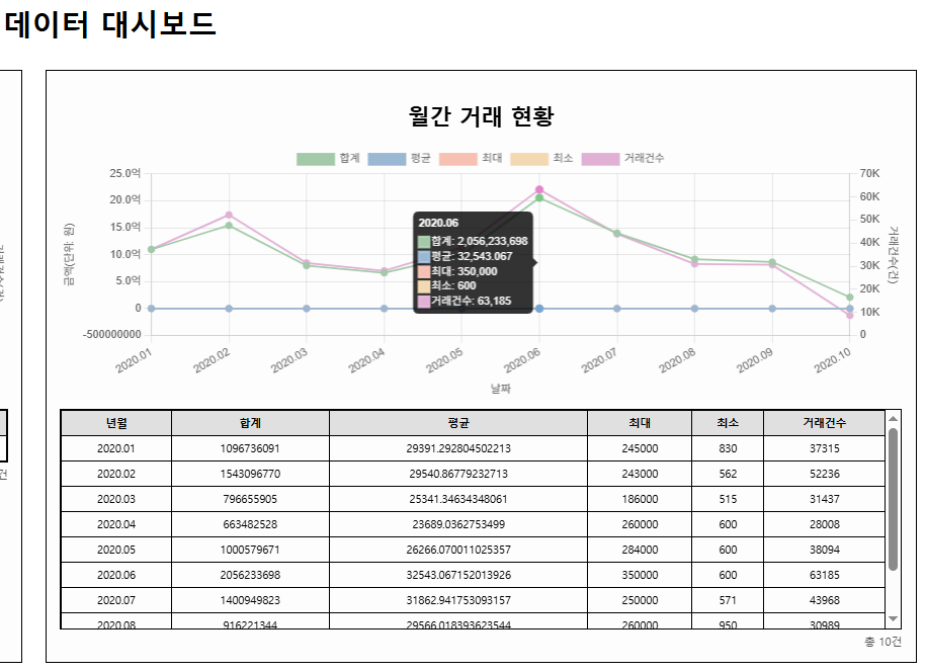 데이터 대시보드
월간 거래 현황
합계 평균 최대 최소 거래건수
25.0억
20.0억
15.0억
10.0억
5.0억
0
-500000000
금액(단위: 원)
70K
60K
50K
40K
30K
20K
10K
0
거래건수(건)
2020.06
합계: 2,056,233,698
평균: 32,543.067
최대: 350,000
최소: 600
거래건수: 63,185
2020.01 2020.02 2020.03 2020.04 2020.05 2020.06 2020.07 2020.08 2020.09 2020.10
날짜
년월 합계 평균 최대 최소 거래건수
2020.01 1096736091 29391.292804502213 245000 830 37315
2020.02 1543096770 29540.86779232713 243000 562 52236
2020.03 796655905 25341.34634348061 186000 515 31437
2020.04 663482528 23689.0362753499 260000 600 28008
2020.05 1000579671 26266.070011025357 284000 600 38094
2020.06 2056233698 32543.067152013926 350000 600 63185
2020.07 1400949823 31862.941753093157 250000 571 43968
2020.08 916221344 29566.018393623544 260000 950 30989
건
총 10건